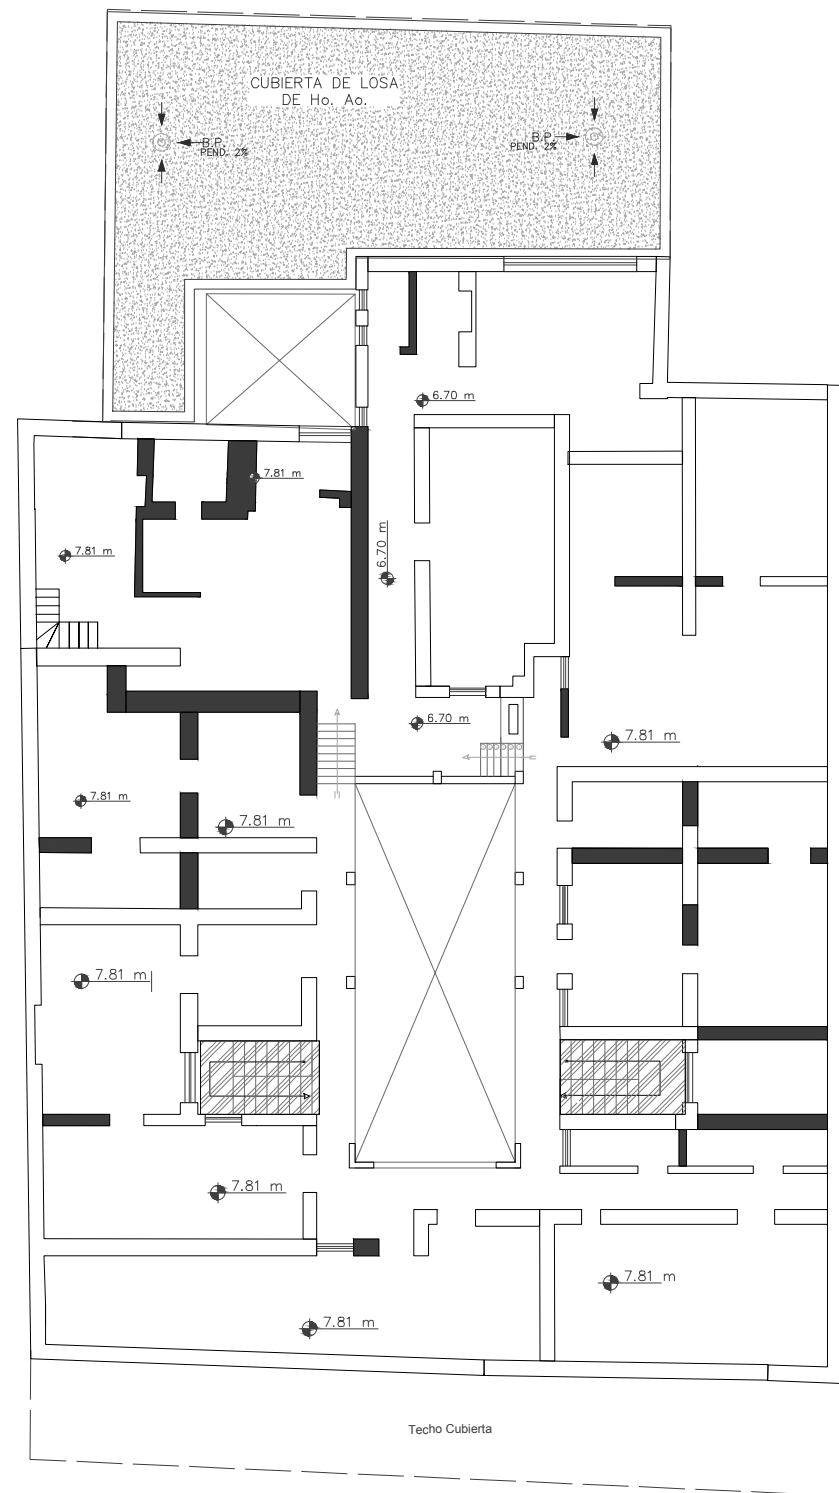 CUBIERTA DE LOSA
DE Ho. Ao.
B.P.
PEND. 2%
B.P.
PEND. 2%
6.70 m
7.81 m
6.70 m
7.81 m
6.70 m
7.81 m
7.81 m
7.81 m
7.81 m
7.81 m
7.81 m
7.81 m
Techo Cubierta